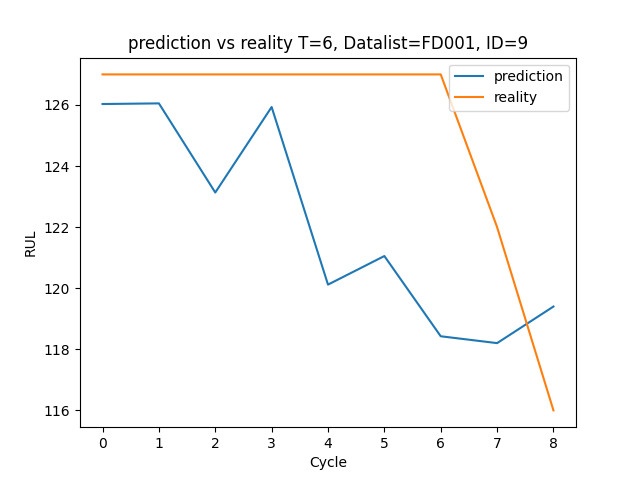 prediction vs reality T=6, Datalist=FD001, ID=9
prediction
reality
126
124
122
120
118
116
RUL
0 1 2 3 4 5 6 7 8
Cycle